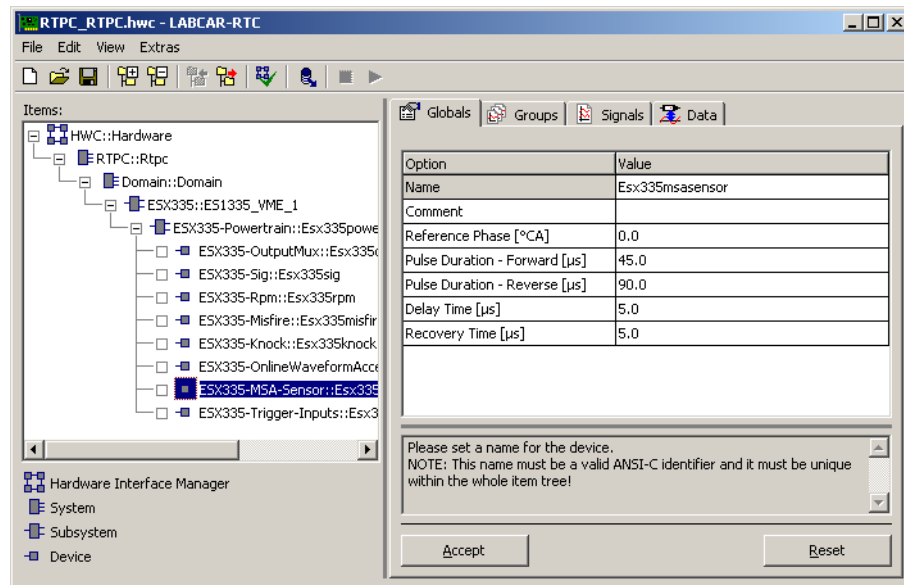 RTPC_RTPC.hwc - LABCAR-RTC
File Edit View Extras
Items:
HWC::Hardware
RTPC::Rtpc
Domain::Domain
ESX335::ES1335_VME_1
ESX335-Powertrain::Esx335powe
ESX335-OutputMux::Esx335o
ESX335-Sig::Esx335sig
ESX335-Rpm::Esx335rpm
ESX335-Misfire::Esx335misfir
ESX335-Knock::Esx335knock
ESX335-OnlineWaveformAcce
ESX335-MSA-Sensor::Esx335
ESX335-Trigger-Inputs::Esx3
Hardware Interface Manager
System
Subsystem
Device
Globals Groups Signals Data
Option Value
Name Esx335msasensor
Comment
Reference Phase [°CA] 0.0
Pulse Duration - Forward [µs] 45.0
Pulse Duration - Reverse [µs] 90.0
Delay Time [µs] 5.0
Recovery Time [µs] 5.0
Please set a name for the device.
NOTE: This name must be a valid ANSI-C identifier and it must be unique
within the whole item tree!
Accept Reset